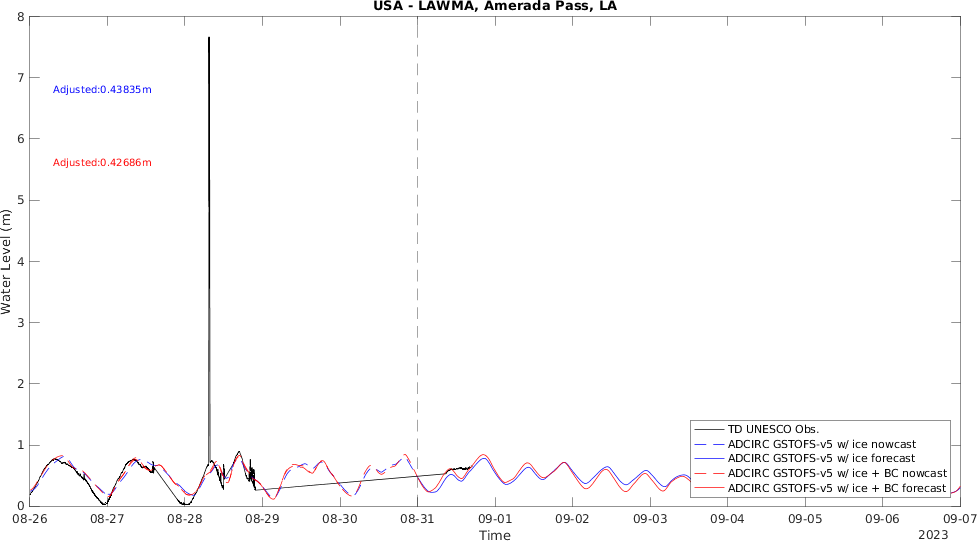 USA - LAWMA, Amerada Pass, LA
8
7
6
5
4
3
2
1
0
Water Level (m)
Adjusted:0.43835m
Adjusted:0.42686m
TD UNESCO Obs.
ADCIRC GSTOFS-v5 w/ ice nowcast
ADCIRC GSTOFS-v5 w/ ice forecast
ADCIRC GSTOFS-v5 w/ ice + BC nowcast
ADCIRC GSTOFS-v5 w/ ice + BC forecast
08-26 08-27 08-28 08-29 08-30 08-31 09-01 09-02 09-03 09-04 09-05 09-06 09-07
Time
2023